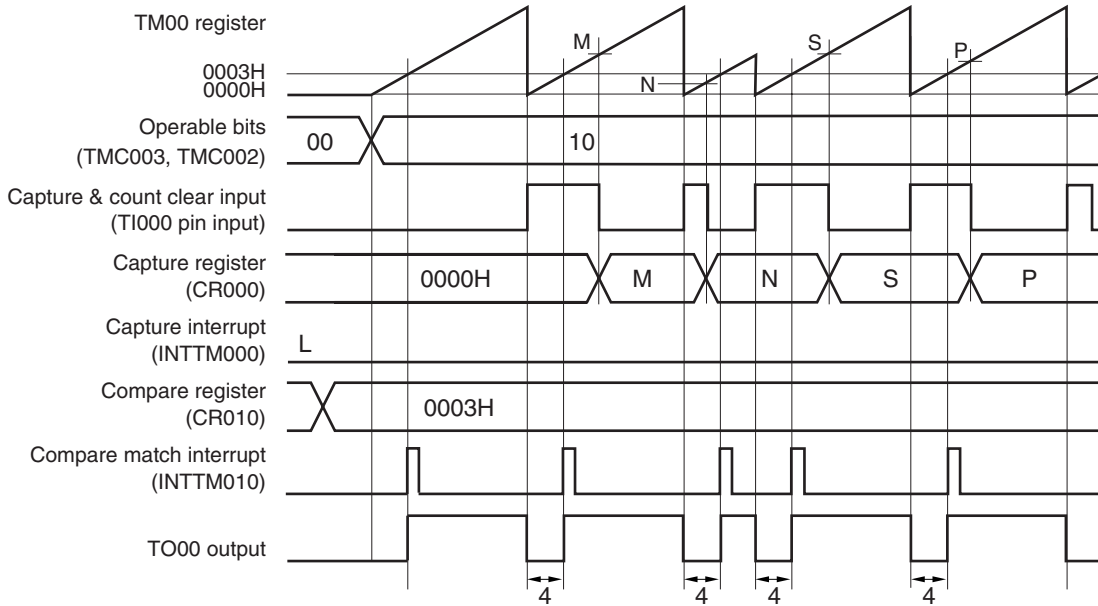 TM00 register
M
S
P
0003H
N
0000H
Operable bits
(TMC003, TMC002)
00
10
Capture & count clear input
(TI000 pin input)
Capture register
(CR000)
0000H
M
N
S
P
Capture interrupt
(INTTM000)
L
Compare register
(CR010)
0003H
Compare match interrupt
(INTTM010)
TO00 output
4
4
4
4